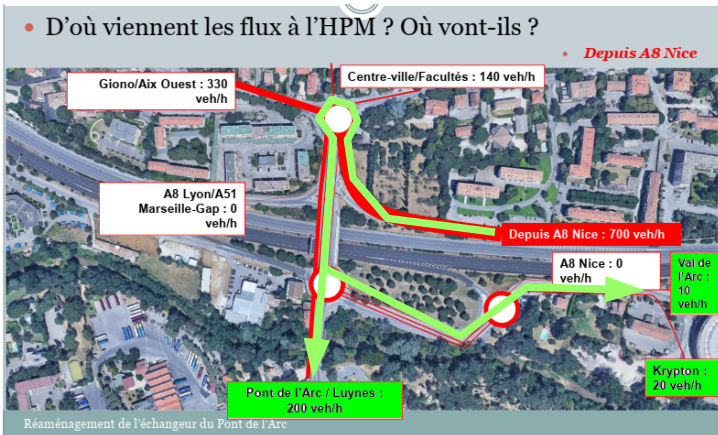 • D’où viennent les flux à l’HPM ? Où vont-ils ?
• Depuis A8 Nice
Giono/Aix Ouest : 330
veh/h
Centre-ville/Facultés : 140 veh/h
A8 Lyon/A51
Marseille-Gap : 0
veh/h
Depuis A8 Nice : 700 veh/h
A8 Nice : 0
veh/h
Val de
l’Arc :
10
veh/h
Krypton :
20 veh/h
Pont de l’Arc / Luynes :
200 veh/h
Réaménagement de l’échangeur du Pont de l’Arc